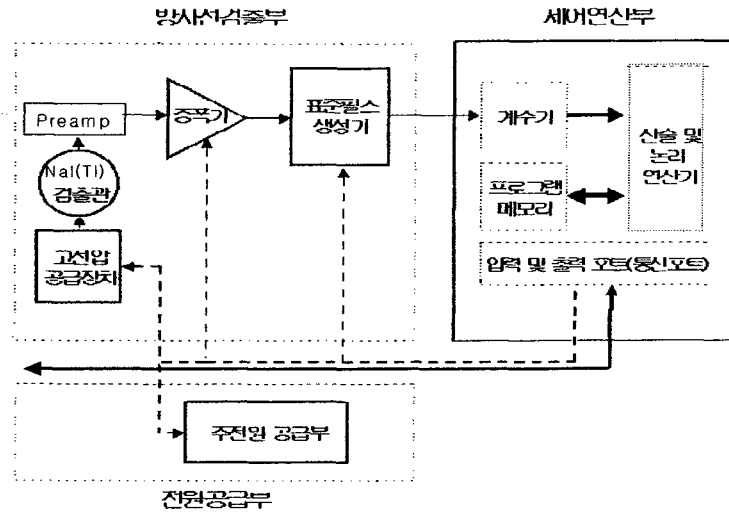 방사선검출부
제어연산부
Preamp
증폭기
표준펄스
생성기
계수기
산술 및
논리
연산기
NaI(Tl)
검출관
프로그램
메모리
고전압
공급장치
입력 및 출력 포트(통신포트)
주전원 공급부
전원공급부